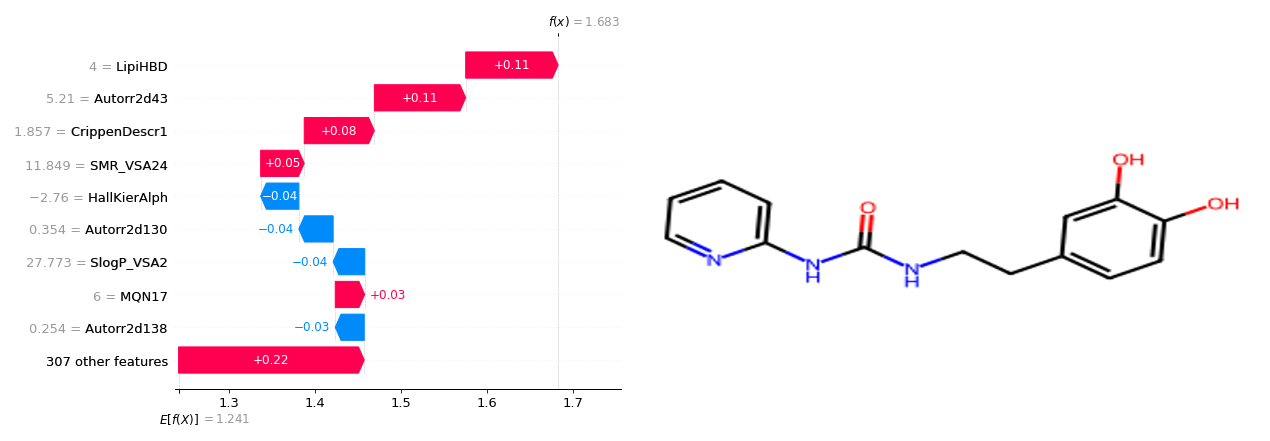 f(x) = 1.683
4 = LipiHBD +0.11
5.21 = Autorr2d43 +0.11
1.857 = CrippenDescr1 +0.08
11.849 = SMR_VSA24 +0.05
−2.76 = HallKierAlph −0.04
0.354 = Autorr2d130 −0.04
27.773 = SlogP_VSA2 −0.04
6 = MQN17 +0.03
0.254 = Autorr2d138 −0.03
307 other features +0.22
1.3 1.4 1.5 1.6 1.7
E[f(X)] = 1.241
OH
O OH
N N N
H H